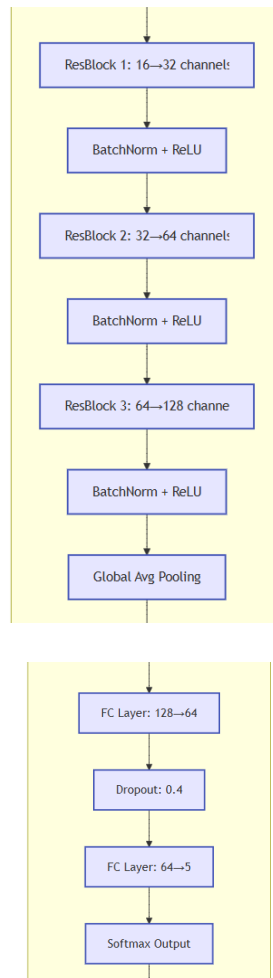 ResBlock 1: 16→32 channels
BatchNorm + ReLU
ResBlock 2: 32→64 channels
BatchNorm + ReLU
ResBlock 3: 64→128 channe
BatchNorm + ReLU
Global Avg Pooling
FC Layer: 128→64
Dropout: 0.4
FC Layer: 64→5
Softmax Output